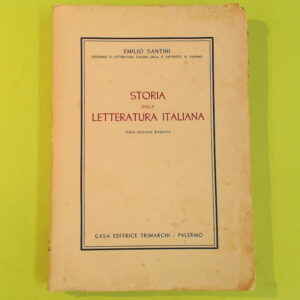 EMILIO SANTINI
ORDINARIO DI LETTERATURA ITALIANA DELLA R. UNIVERSITÀ DI PALERMO
STORIA
DELLA
LETTERATURA ITALIANA
TERZA EDIZIONE RIVEDUTA
CASA EDITRICE TRIMARCHI - PALERMO